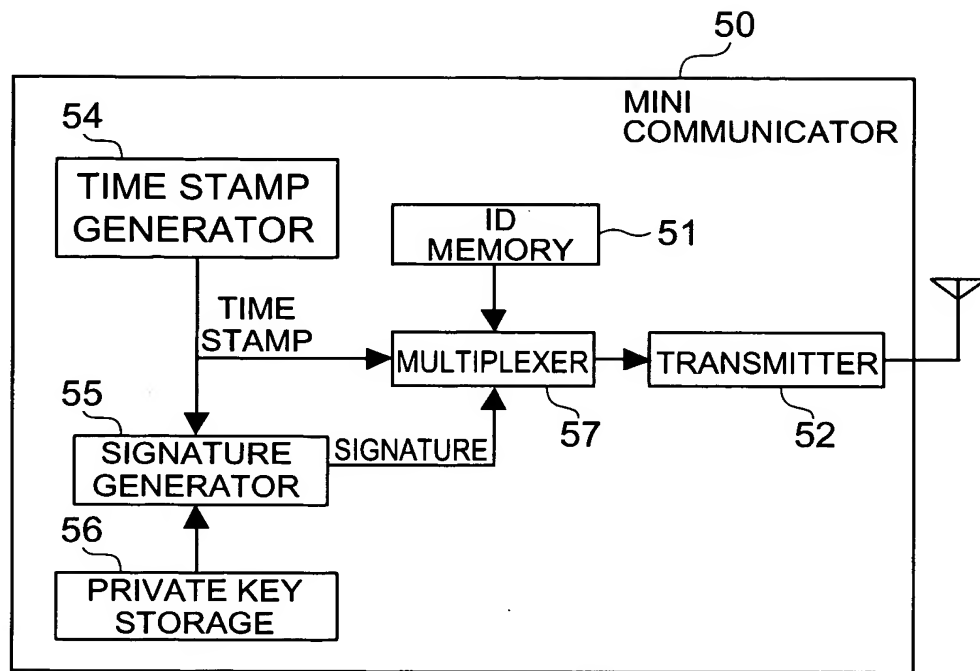 50
MINI
COMMUNICATOR
54
TIME STAMP
GENERATOR
ID
MEMORY
51
TIME
STAMP
MULTIPLEXER
TRANSMITTER
57
52
55
SIGNATURE
GENERATOR
SIGNATURE
56
PRIVATE KEY
STORAGE